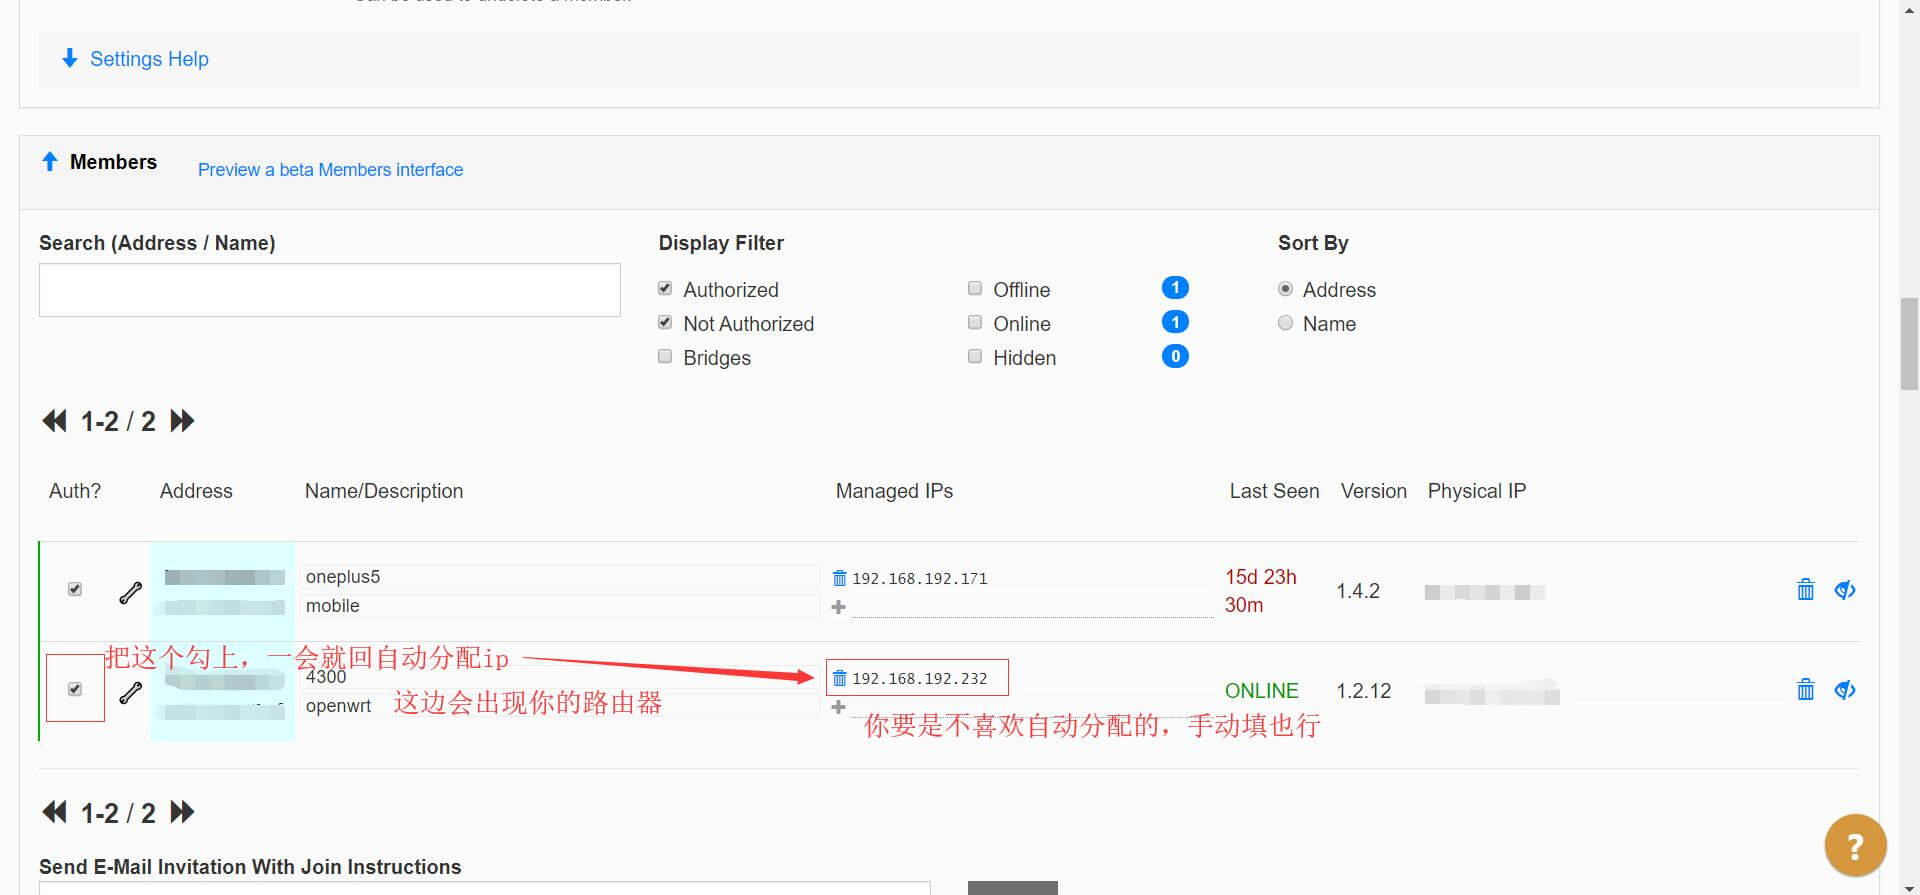 Settings Help
Members
Preview a beta Members interface
Search (Address / Name)
Display Filter
Sort By
Authorized
Offline
1
Address
Not Authorized
Online
1
Name
Bridges
Hidden
0
1-2 / 2
Auth?
Address
Name/Description
Managed IPs
Last Seen
Version
Physical IP
oneplus5
mobile
192.168.192.171
15d 23h
30m
1.4.2
把这个勾上，一会就回自动分配ip
4300
openwrt
这边会出现你的路由器
192.168.192.232
ONLINE
1.2.12
你要是不喜欢自动分配的，手动填也行
1-2 / 2
Send E-Mail Invitation With Join Instructions
?